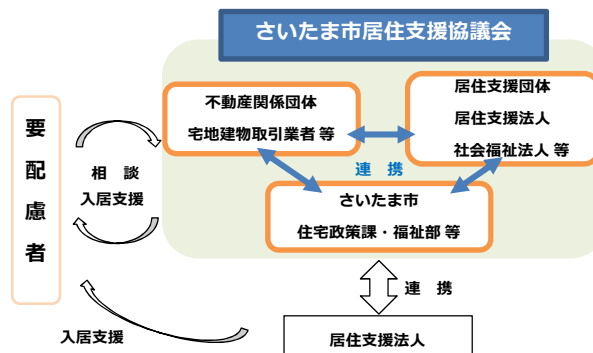 さいたま市居住支援協議会
不動産関係団体
宅地建物取引業者 等
居住支援団体
居住支援法人
社会福祉法人 等
連 携
さいたま市
住宅政策課・福祉部 等
要配慮者
相 談
入居支援
連 携
入居支援
居住支援法人